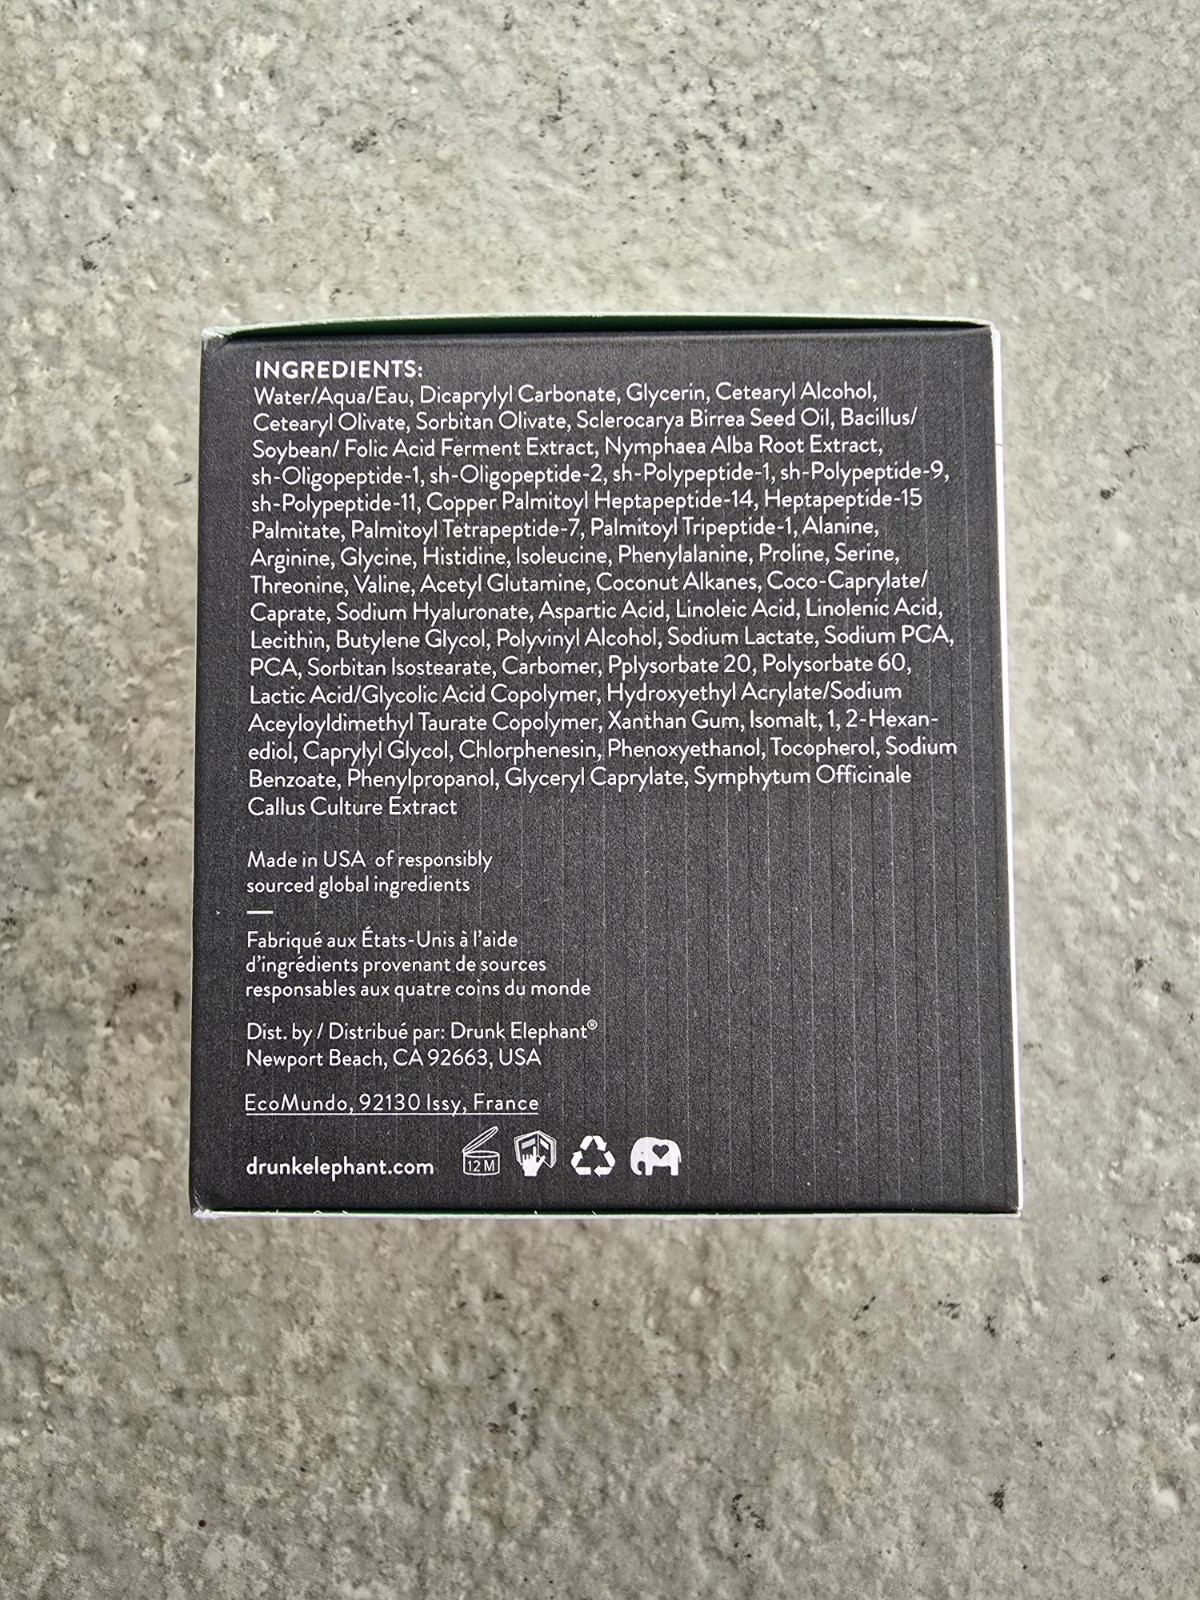 INGREDIENTS:
Water/Aqua/Eau, Dicaprylyl Carbonate, Glycerin, Cetearyl Alcohol,
Cetearyl Olivate, Sorbitan Olivate, Sclerocarya Birrea Seed Oil, Bacillus/
Soybean/ Folic Acid Ferment Extract, Nymphaea Alba Root Extract,
sh-Oligopeptide-1, sh-Oligopeptide-2, sh-Polypeptide-1, sh-Polypeptide-9,
sh-Polypeptide-11, Copper Palmitoyl Heptapeptide-14, Heptapeptide-15
Palmitate, Palmitoyl Tetrapeptide-7, Palmitoyl Tripeptide-1, Alanine,
Arginine, Glycine, Histidine, Isoleucine, Phenylalanine, Proline, Serine,
Threonine, Valine, Acetyl Glutamine, Coconut Alkanes, Coco-Caprylate/
Caprate, Sodium Hyaluronate, Aspartic Acid, Linoleic Acid, Linolenic Acid,
Lecithin, Butylene Glycol, Polyvinyl Alcohol, Sodium Lactate, Sodium PCA,
PCA, Sorbitan Isostearate, Carbomer, Pplysorbate 20, Polysorbate 60,
Lactic Acid/Glycolic Acid Copolymer, Hydroxyethyl Acrylate/Sodium
Aceyloyldimethyl Taurate Copolymer, Xanthan Gum, Isomalt, 1, 2-Hexan-
ediol, Caprylyl Glycol, Chlorphenesin, Phenoxyethanol, Tocopherol, Sodium
Benzoate, Phenylpropanol, Glyceryl Caprylate, Symphytum Officinale
Callus Culture Extract
Made in USA of responsibly
sourced global ingredients
Fabriqué aux États-Unis à l'aide
d'ingrédients provenant de sources
responsables aux quatre coins du monde
Dist. by / Distribué par: Drunk Elephant®
Newport Beach, CA 92663, USA
EcoMundo, 92130 Issy, France
drunkelephant.com 12 M